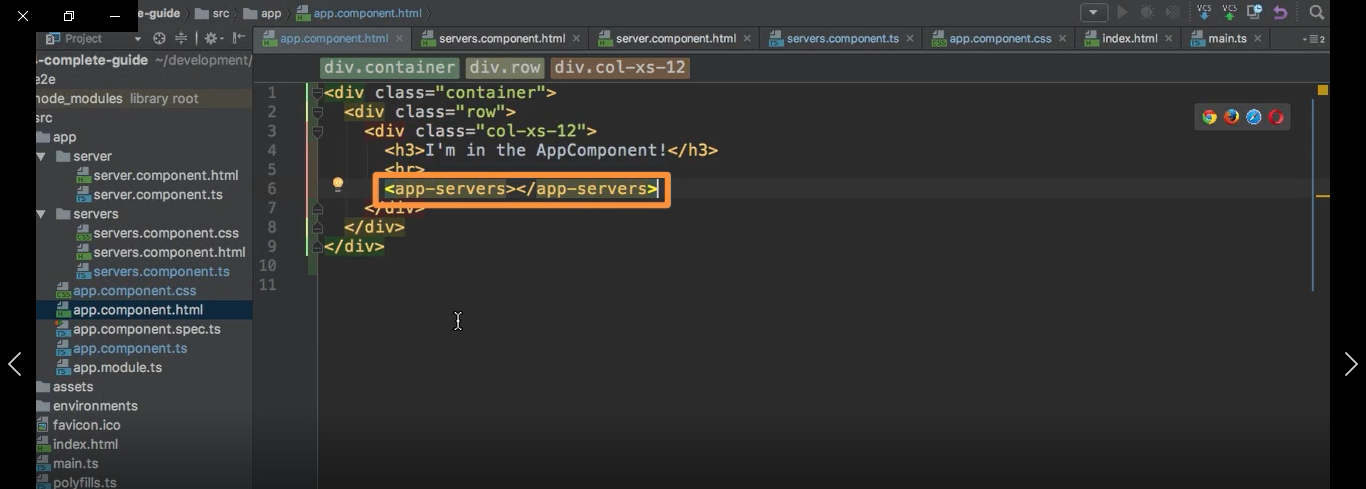 e-guide src app app.component.html
Project
app.component.html servers.component.html server.component.html servers.component.ts app.component.css index.html main.ts 2
-complete-guide ~/development/
e2e
node_modules library root
src
app
server
server.component.html
server.component.ts
servers
servers.component.css
servers.component.html
servers.component.ts
app.component.css
app.component.html
app.component.spec.ts
app.component.ts
app.module.ts
assets
environments
favicon.ico
index.html
main.ts
polyfills.ts
VCS VCS
div.container div.row div.col-xs-12
1 <div class="container">
2 <div class="row">
3 <div class="col-xs-12">
4 <h3>I'm in the AppComponent!</h3>
5 <hr>
6 <app-servers></app-servers>
7 </div>
8 </div>
9 </div>
10
11